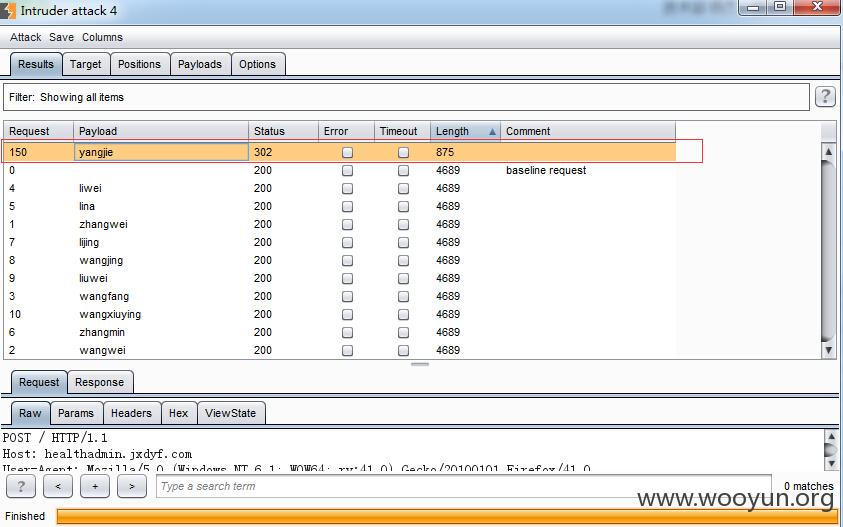 Intruder attack 4
Attack Save Columns
Results Target Positions Payloads Options
Filter: Showing all items ?
Request Payload Status Error Timeout Length Comment
150 yangjie 302 875
0 200 4689 baseline request
4 liwei 200 4689
5 lina 200 4689
1 zhangwei 200 4689
7 lijing 200 4689
8 wangjing 200 4689
9 liuwei 200 4689
3 wangfang 200 4689
10 wangxiuying 200 4689
6 zhangmin 200 4689
2 wangwei 200 4689
Request Response
Raw Params Headers Hex ViewState
POST / HTTP/1.1
Host: healthadmin.jxdyf.com
User-Agent: Mozilla/5.0 (Windows NT 6.1; WOW64; rv:41.0) Gecko/20100101 Firefox/41.0
? < + > Type a search term 0 matches
www.wooyun.org
Finished